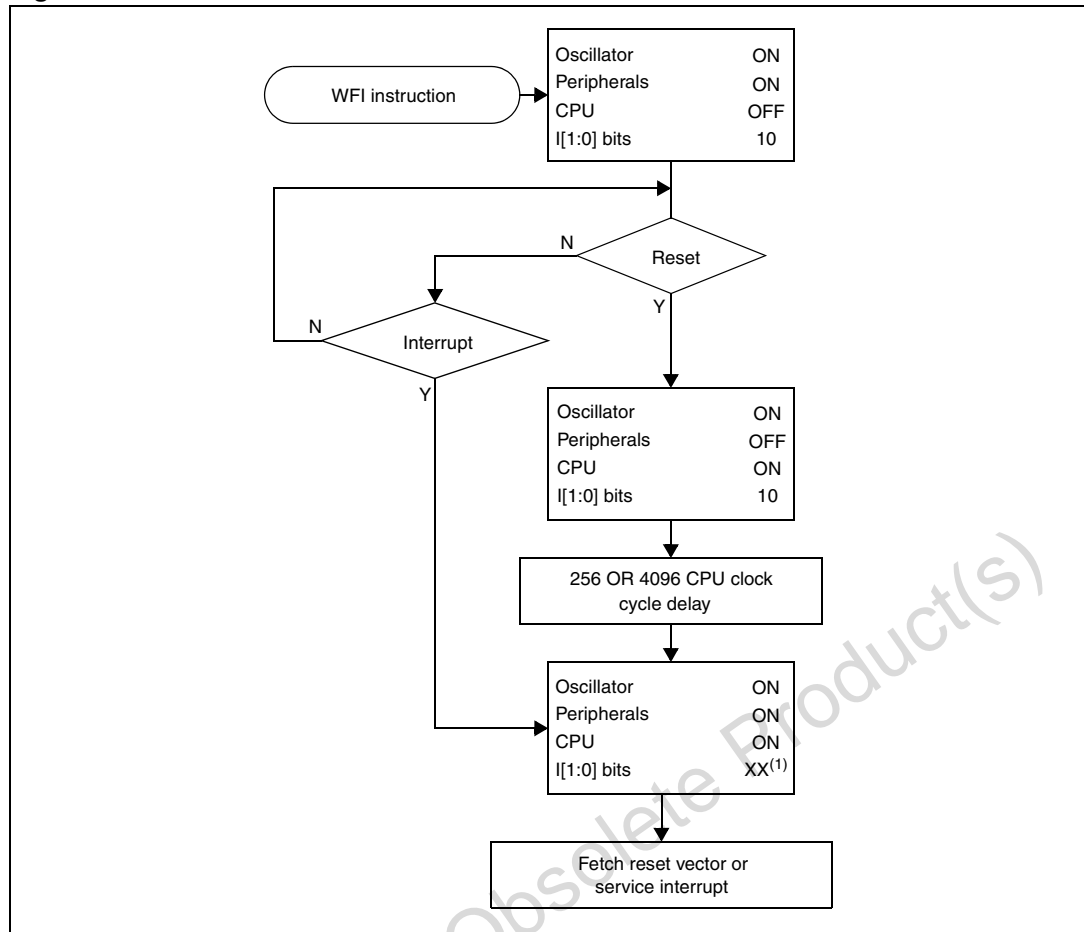 WFI instruction
Oscillator ON
Peripherals ON
CPU OFF
I[1:0] bits 10
N
Reset
Y
N
Interrupt
Y
Oscillator ON
Peripherals OFF
CPU ON
I[1:0] bits 10
256 OR 4096 CPU clock
cycle delay
Oscillator ON
Peripherals ON
CPU ON
I[1:0] bits XX(1)
Fetch reset vector or
service interrupt
Obsolete Product(s)